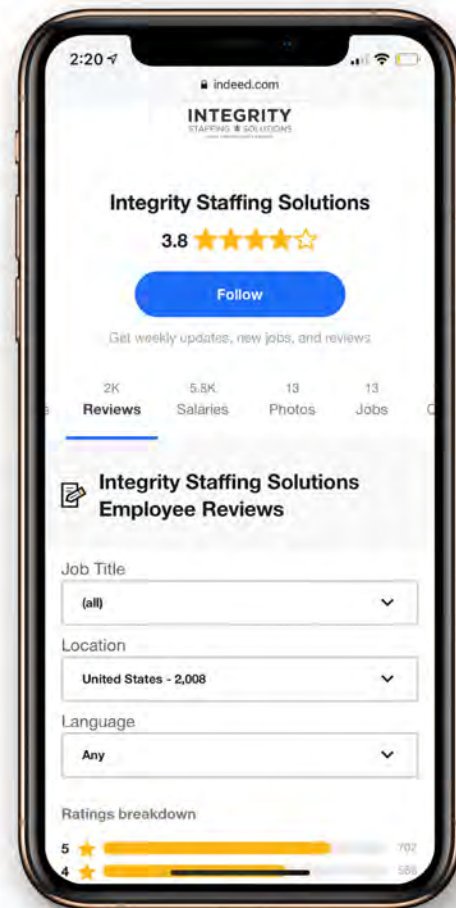 2:20
indeed.com
INTEGRITY
STAFFING SOLUTIONS
Integrity Staffing Solutions
3.8
Follow
Get weekly updates, new jobs, and reviews
2K 5.8K 13 13
Reviews Salaries Photos Jobs
Integrity Staffing Solutions
Employee Reviews
Job Title
(all)
Location
United States - 2,008
Language
Any
Ratings breakdown
5 702
4